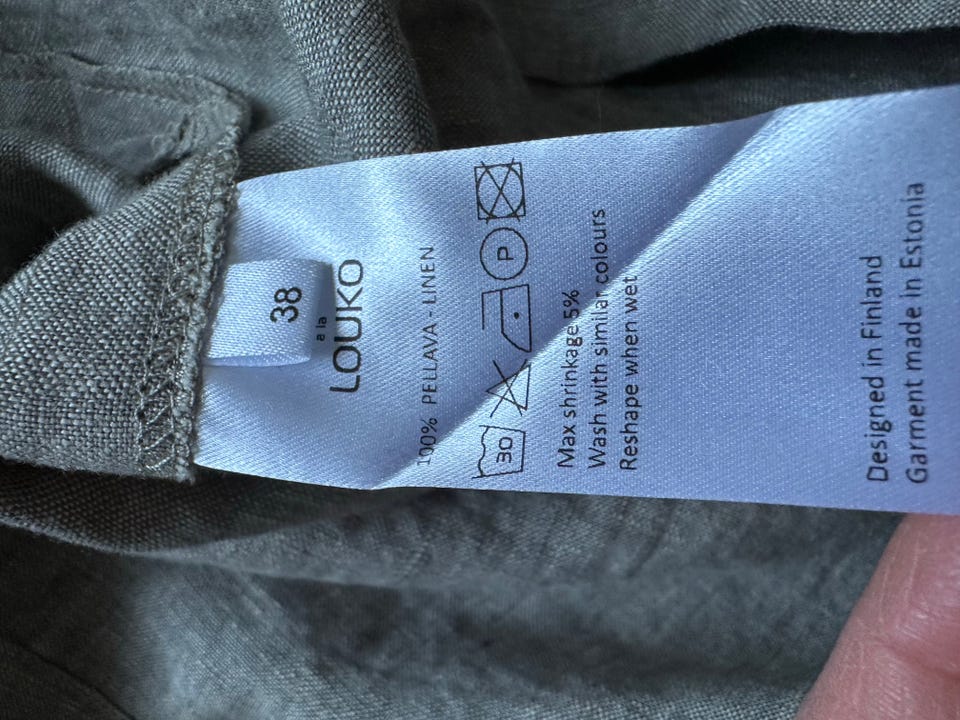 38
a la
LOUKO
100% PELLAVA - LINEN
30 P
Max shrinkage 5%
Wash with similar colours
Reshape when wet
Designed in Finland
Garment made in Estonia